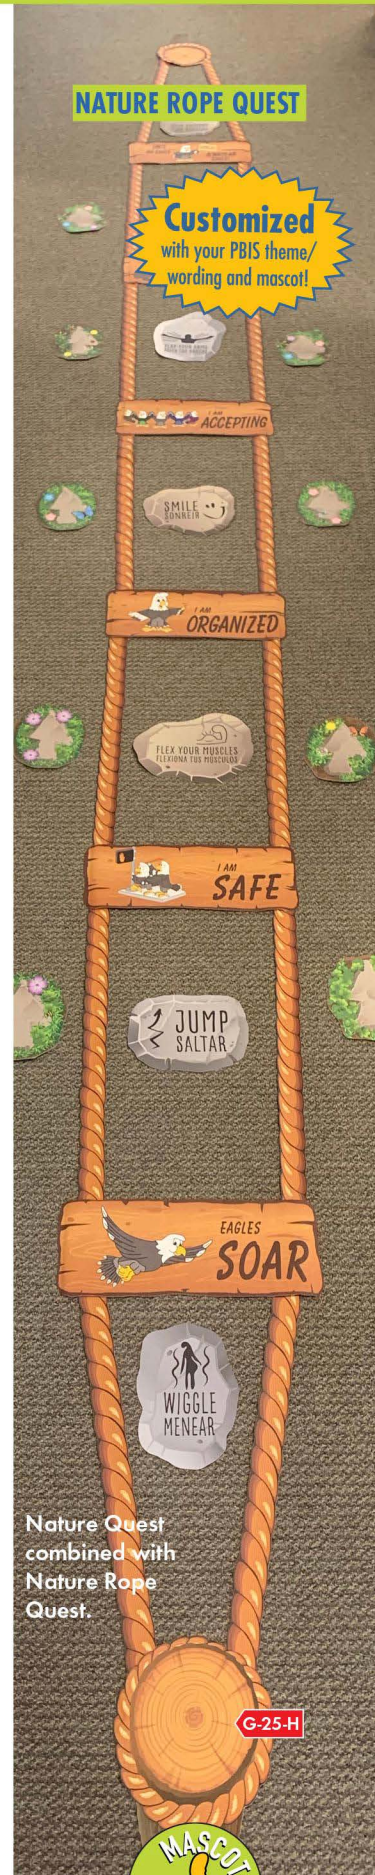 NATURE ROPE QUEST
Customized
with your PBIS theme/
wording and mascot!
I AM
ACCEPTING
SMILE
SONREIR
I AM
ORGANIZED
FLEX YOUR MUSCLES
FLEXIONA TUS MÚSCULOS
I AM
SAFE
JUMP
SALTAR
EAGLES
SOAR
WIGGLE
MENEAR
Nature Quest
combined with
Nature Rope
Quest.
G-25-H
MASCOT